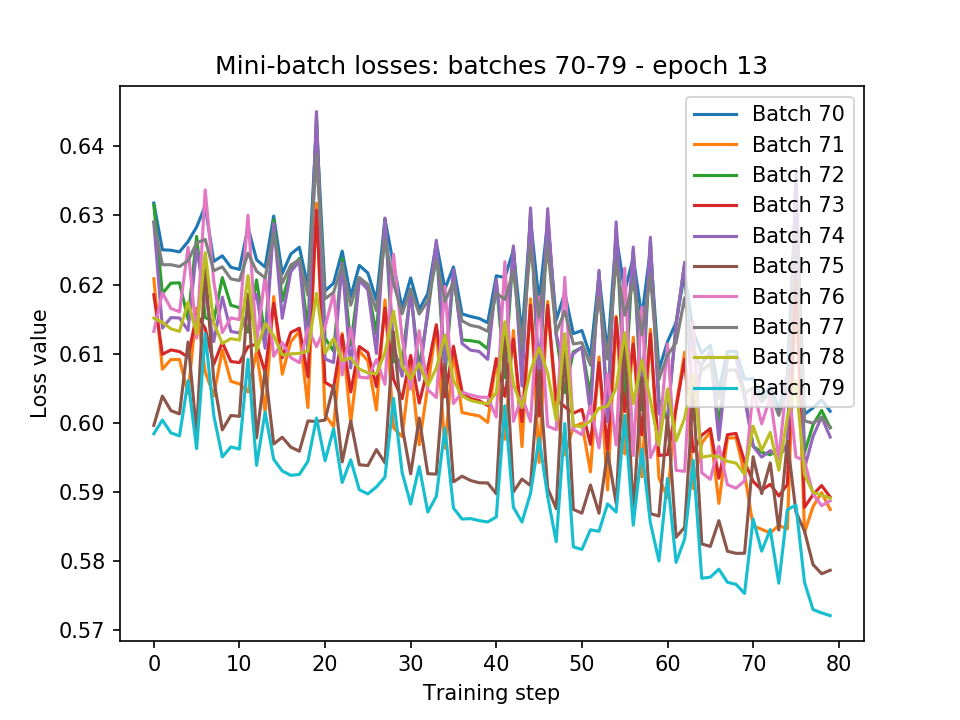 Mini-batch losses: batches 70-79 - epoch 13
Loss value
0.64
0.63
0.62
0.61
0.60
0.59
0.58
0.57
Batch 70
Batch 71
Batch 72
Batch 73
Batch 74
Batch 75
Batch 76
Batch 77
Batch 78
Batch 79
0 10 20 30 40 50 60 70 80
Training step